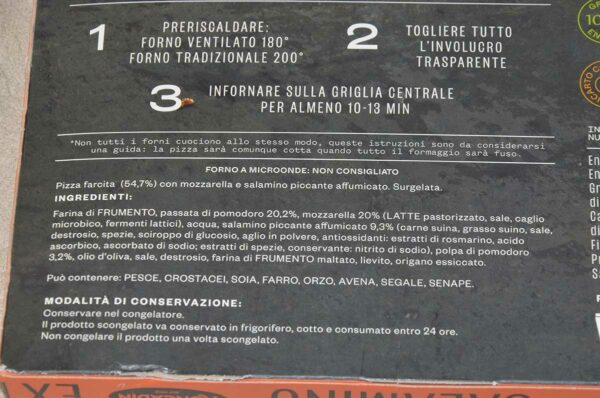 1
PRERISCALDARE:
FORNO VENTILATO 180°
FORNO TRADIZIONALE 200°
2
TOGLIERE TUTTO
L'INVOLUCRO
TRASPARENTE
3
INFORNARE SULLA GRIGLIA CENTRALE
PER ALMENO 10-13 MIN
*Non tutti i forni cuociono allo stesso modo, queste istruzioni sono da considerarsi
una guida: la pizza sarà comunque cotta quando tutto il formaggio sarà fuso.
FORNO A MICROONDE: NON CONSIGLIATO
Pizza farcita (54,7%) con mozzarella e salamino piccante affumicato. Surgelata.
INGREDIENTI:
Farina di FRUMENTO, passata di pomodoro 20,2%, mozzarella 20% (LATTE pastorizzato, sale, caglio
microbico, fermenti lattici), acqua, salamino piccante affumicato 9,3% (carne suina, grasso suino, sale,
destrosio, spezie, sciroppo di glucosio, aglio in polvere, antiossidanti: estratti di rosmarino, acido
ascorbico, ascorbato di sodio; estratti di spezie, conservante: nitrito di sodio), polpa di pomodoro
3,2%, olio d'oliva, sale, destrosio, farina di FRUMENTO maltato, lievito, origano essiccato.
Può contenere: PESCE, CROSTACEI, SOIA, FARRO, ORZO, AVENA, SEGALE, SENAPE.
MODALITÀ DI CONSERVAZIONE:
Conservare nel congelatore.
Il prodotto scongelato va conservato in frigorifero, cotto e consumato entro 24 ore.
Non congelare il prodotto una volta scongelato.